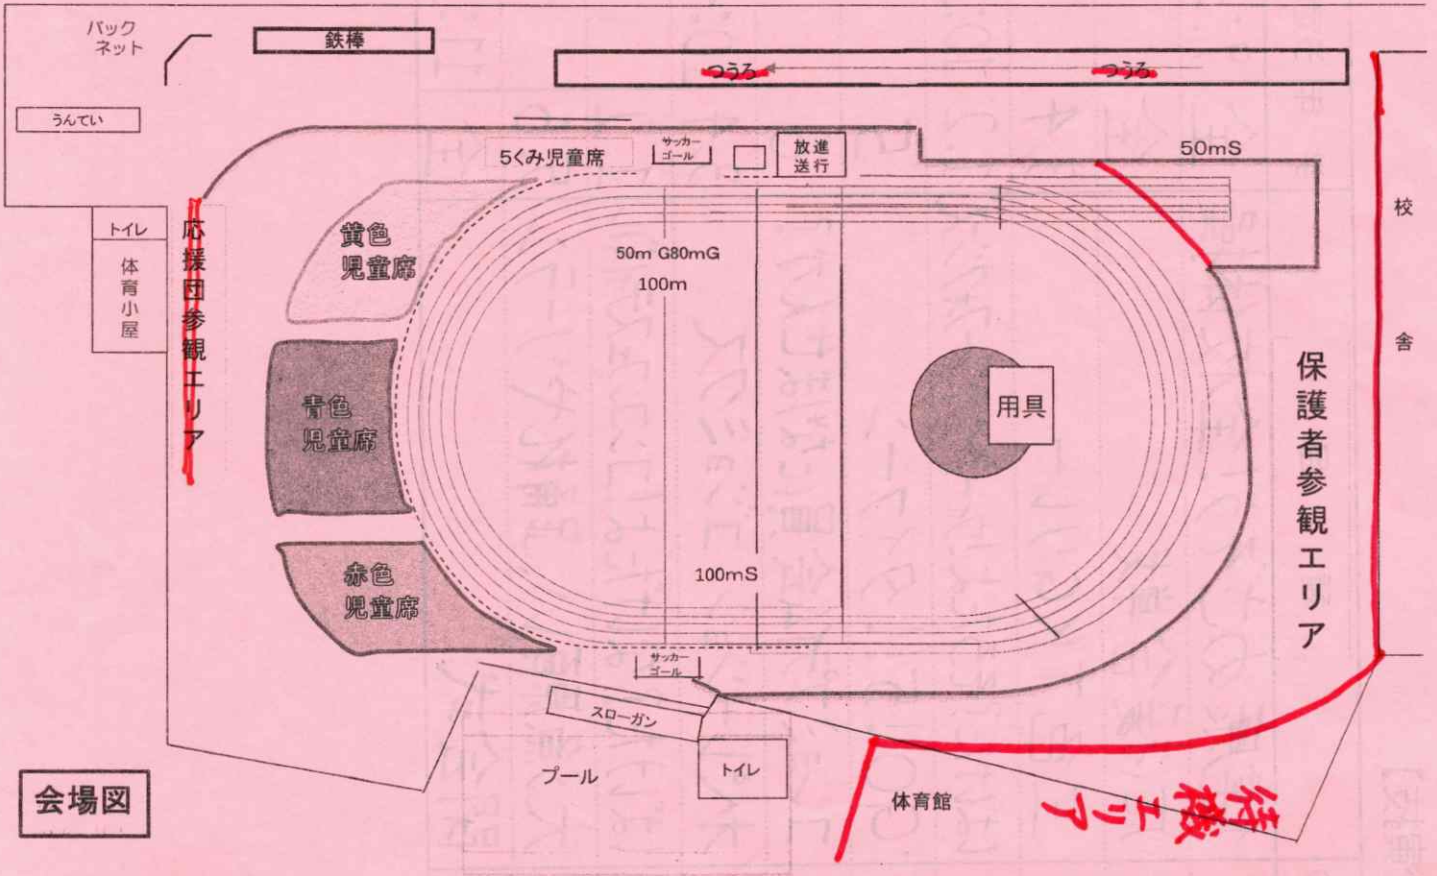 バック
ネット
鉄棒
つうろ
つうろ
うんてい
5くみ児童席
サッカー
ゴール
放進
送行
50mS
トイレ
体育小屋
応援団参観エリア
黄色
児童席
50m G80mG
100m
校舎
青色
児童席
用具
保護者参観エリア
赤色
児童席
100mS
サッカー
ゴール
スローガン
プール
トイレ
体育館
待機
エリア
会場図